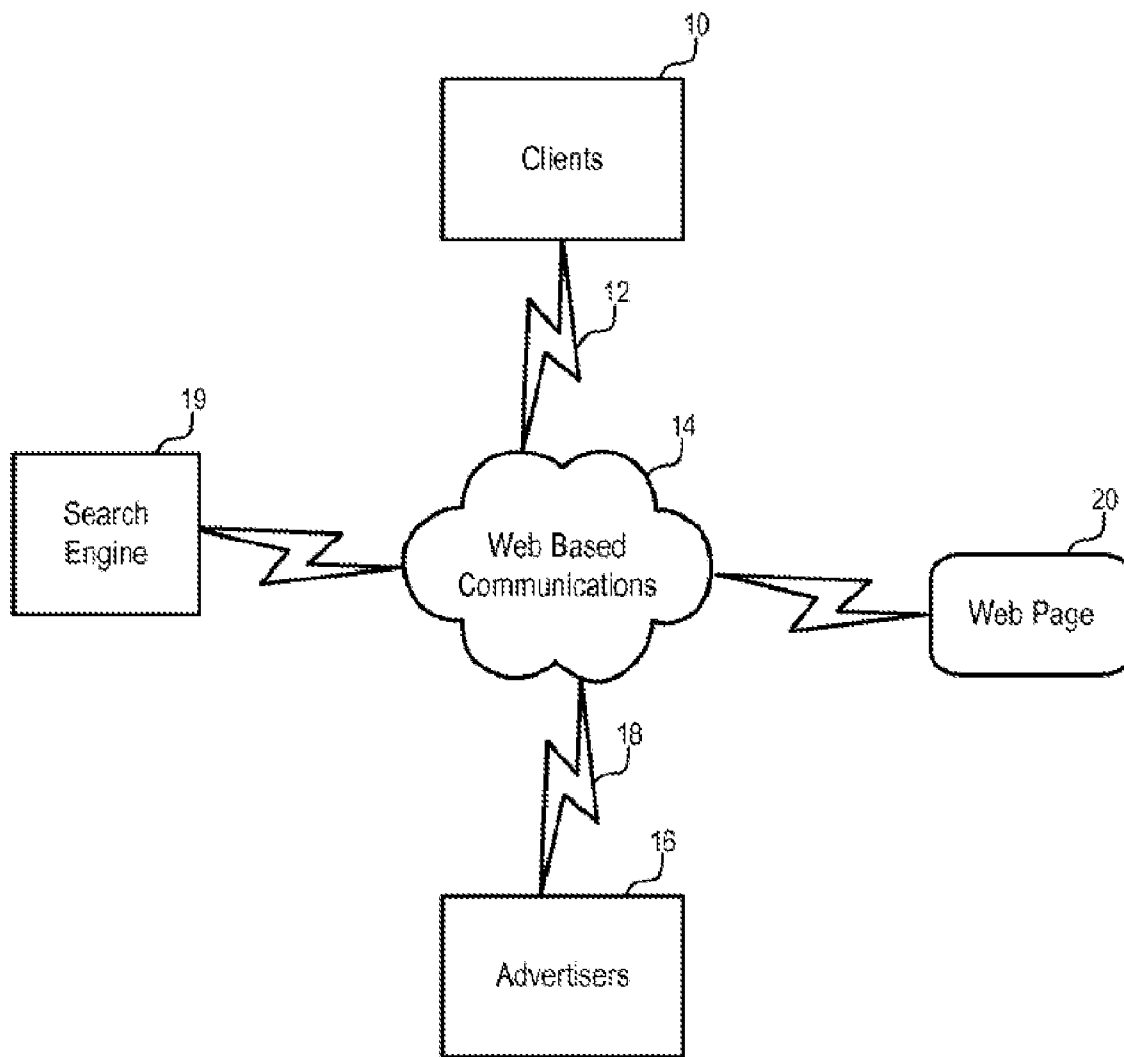 10
Clients
12
19
14
Search
Engine
Web Based
Communications
20
Web Page
18
16
Advertisers